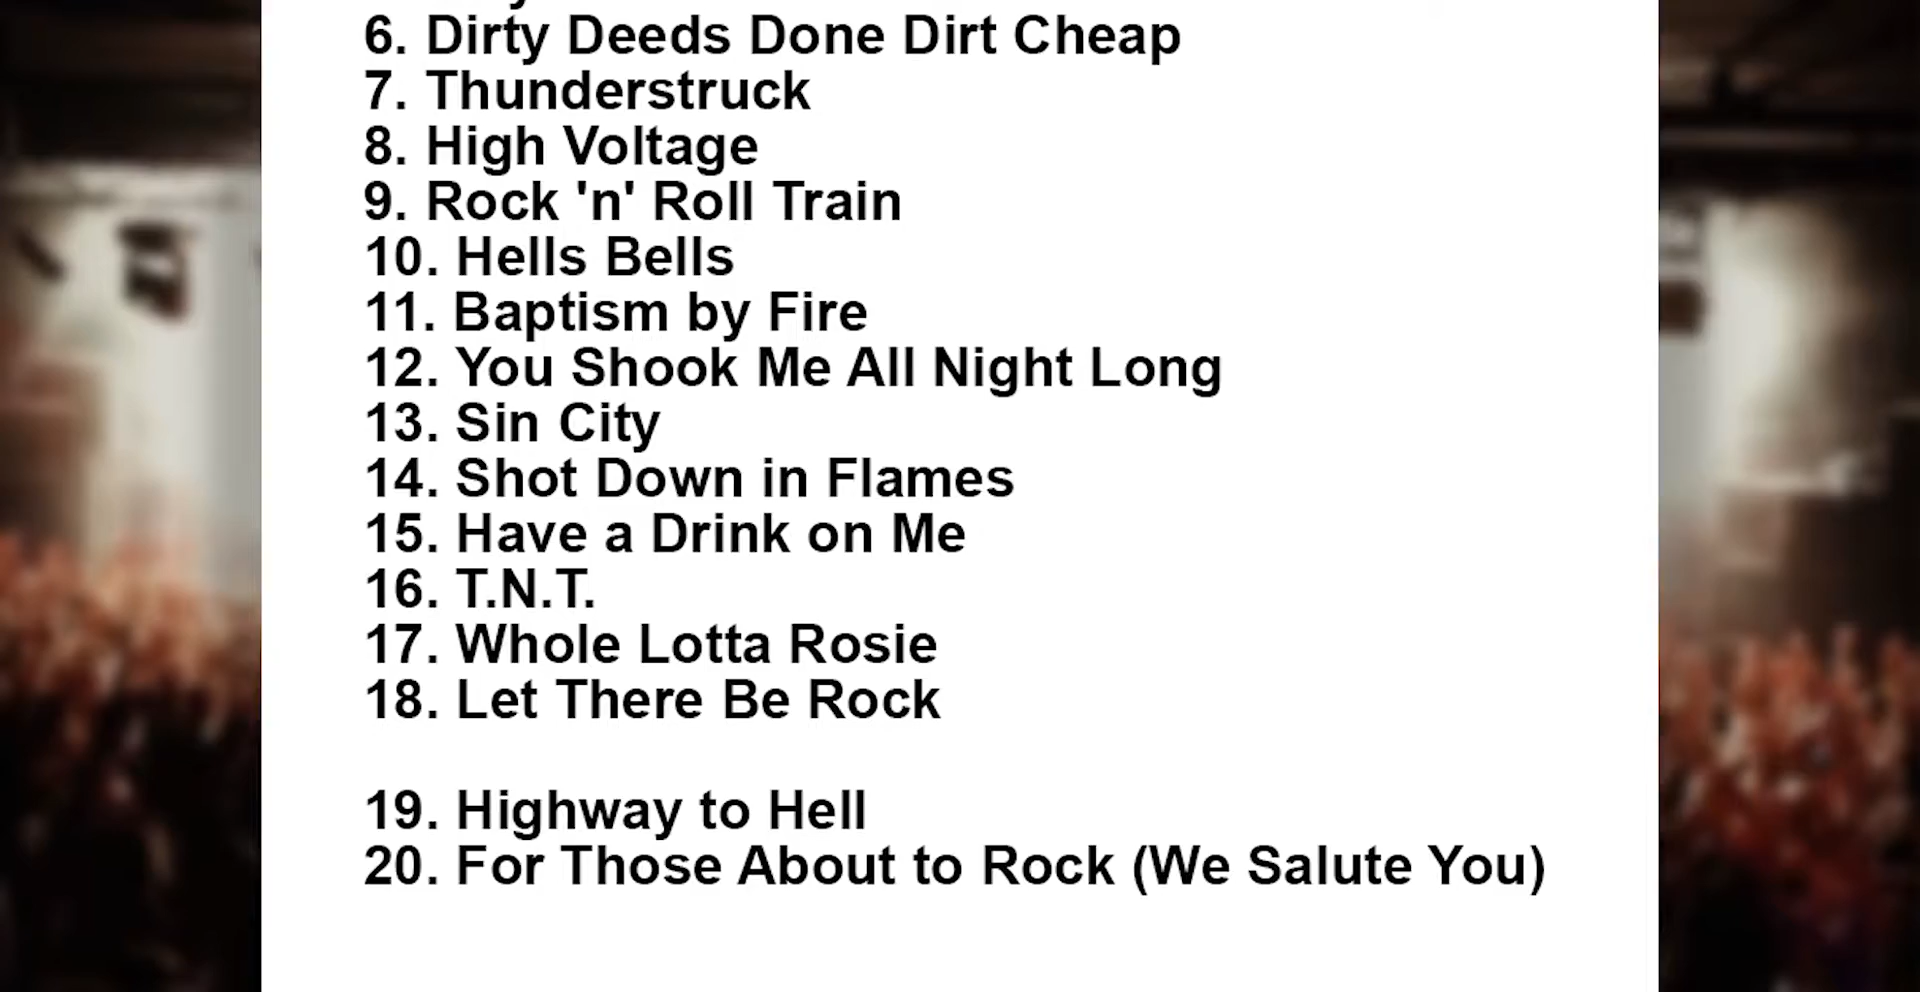 6. Dirty Deeds Done Dirt Cheap
7. Thunderstruck
8. High Voltage
9. Rock 'n' Roll Train
10. Hells Bells
11. Baptism by Fire
12. You Shook Me All Night Long
13. Sin City
14. Shot Down in Flames
15. Have a Drink on Me
16. T.N.T.
17. Whole Lotta Rosie
18. Let There Be Rock
19. Highway to Hell
20. For Those About to Rock (We Salute You)